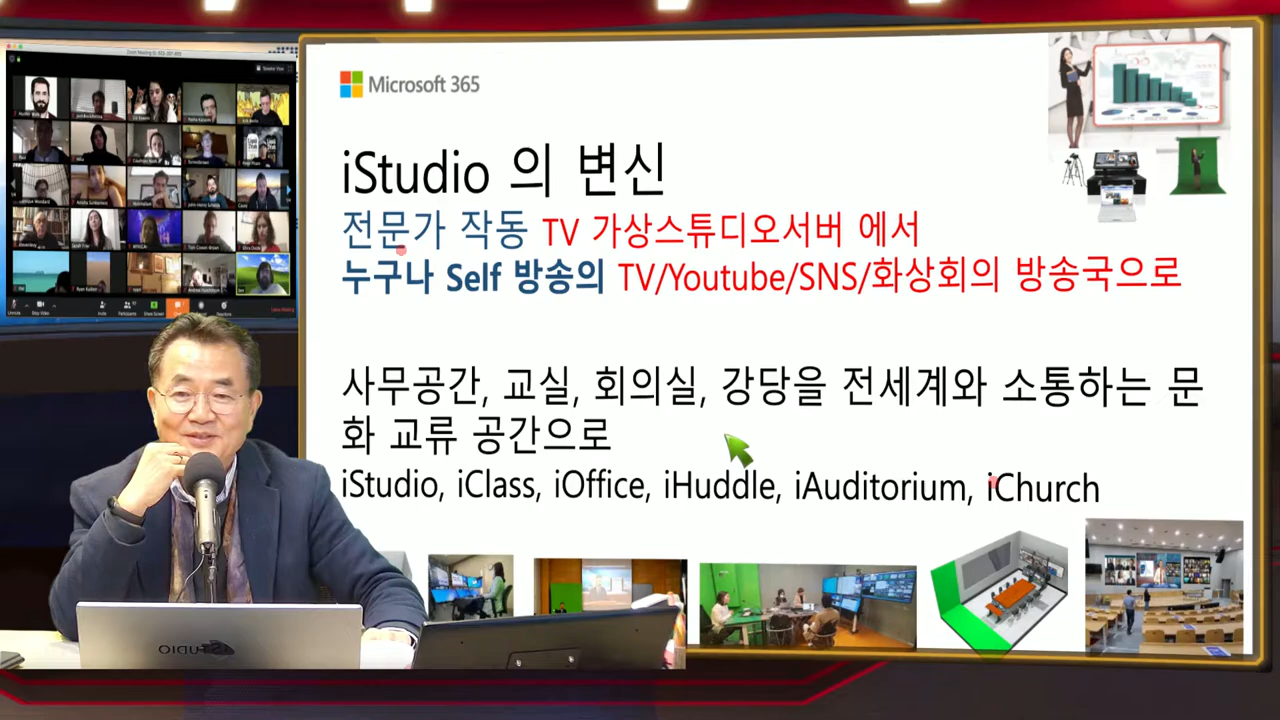 Microsoft 365
iStudio 의 변신
전문가 작동 TV 가상스튜디오서버 에서
누구나 Self 방송의 TV/Youtube/SNS/화상회의 방송국으로
사무공간, 교실, 회의실, 강당을 전세계와 소통하는 문
화 교류 공간으로
iStudio, iClass, iOffice, iHuddle, iAuditorium, iChurch